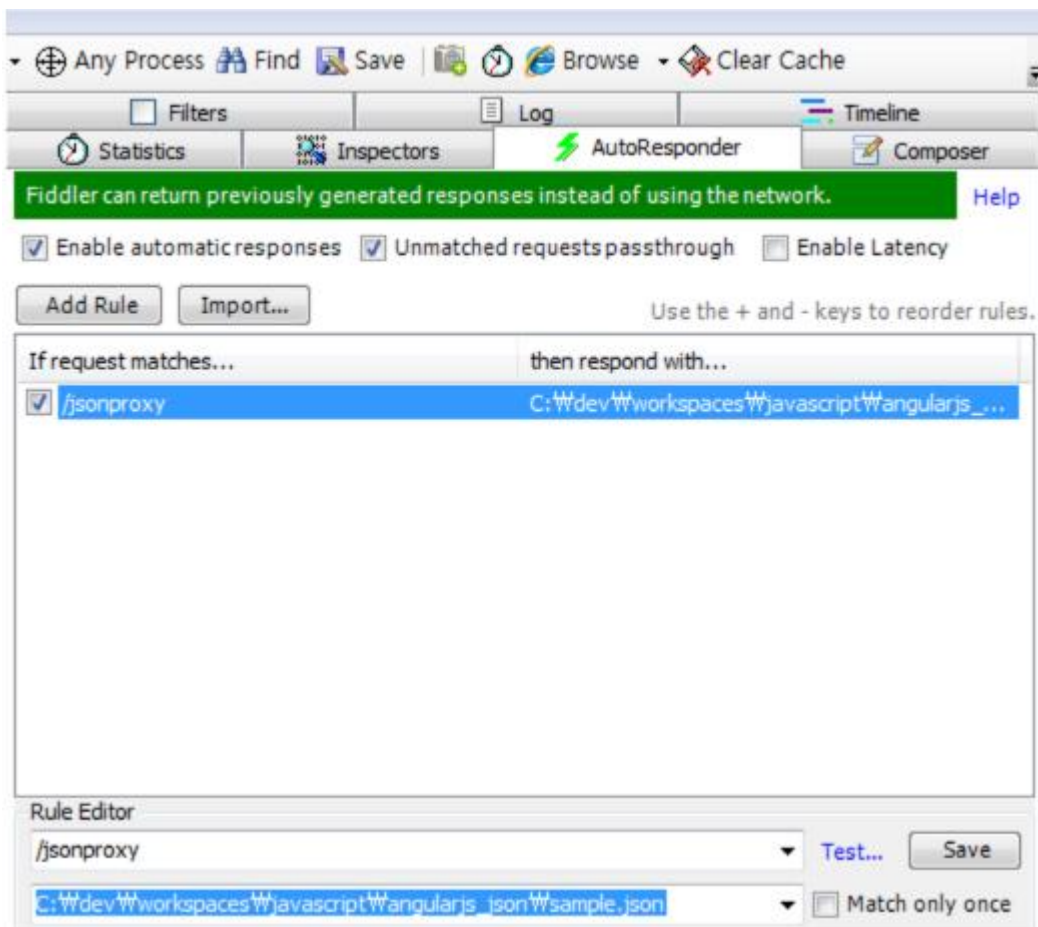 Any Process Find Save Browse Clear Cache
Filters Log Timeline
Statistics Inspectors AutoResponder Composer
Fiddler can return previously generated responses instead of using the network. Help
Enable automatic responses Unmatched requests passthrough Enable Latency
Add Rule Import... Use the + and - keys to reorder rules.
If request matches... then respond with...
/jsonproxy C:₩dev₩workspaces₩javascript₩angularjs_...
Rule Editor
/jsonproxy Test... Save
C:₩dev₩workspaces₩javascript₩angularjs_json₩sample.json Match only once